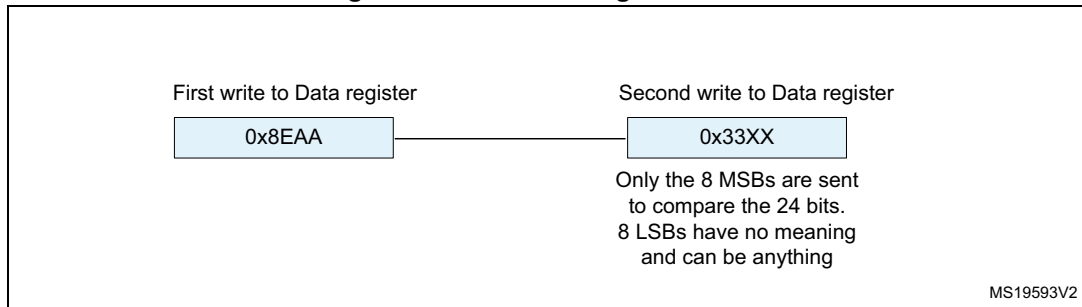 First write to Data register
Second write to Data register
0x8EAA
0x33XX
Only the 8 MSBs are sent
to compare the 24 bits.
8 LSBs have no meaning
and can be anything
MS19593V2